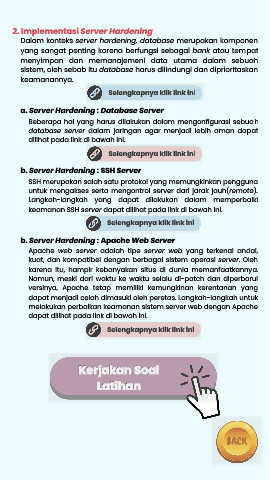 2. Implementasi Server Hardening
Dalam konteks server hardening, database merupakan komponen
yang sangat penting karena berfungsi sebagai bank atau tempat
menyimpan dan memanajemeni data utama dalam sebuah
sistem, oleh sebab itu database harus dilindungi dan diprioritaskan
keamanannya.
Selengkapnya klik link ini
a. Server Hardening : Database Server
Beberapa hal yang harus dilakukan dalam mengonfigurasi sebuah
database server dalam jaringan agar menjadi lebih aman dapat
dilihat pada link di bawah ini.
Selengkapnya klik link ini
b. Server Hardening : SSH Server
SSH merupakan salah satu protokol yang memungkinkan pengguna
untuk mengakses serta mengontrol server dari jarak jauh(remote).
Langkah-langkah yang dapat dilakukan dalam memperbaiki
keamanan SSH server dapat dilihat pada link di bawah ini.
Selengkapnya klik link ini
b. Server Hardening : Apache Web Server
Apache web server adalah tipe server web yang terkenal andal,
kuat, dan kompatibel dengan berbagai sistem operasi server. Oleh
karena itu, hampir kebanyakan situs di dunia memanfaatkannya.
Namun, meski dari waktu ke waktu selalu di-patch dan diperbarui
versinya, Apache tetap memiliki kemungkinan kerentanan yang
dapat menjadi celah dimasuki oleh peretas. Langkah-langkah untuk
melakukan perbaikan keamanan sistem server web dengan Apache
dapat dilihat pada link di bawah ini.
Selengkapnya klik link ini
Kerjakan Soal
Latihan
BACK